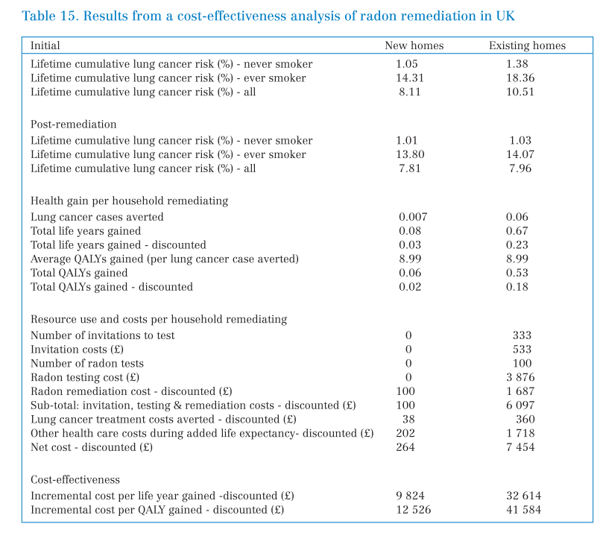 Table 15. Results from a cost-effectiveness analysis of radon remediation in UK
Initial New homes Existing homes
Lifetime cumulative lung cancer risk (%) - never smoker 1.05 1.38
Lifetime cumulative lung cancer risk (%) - ever smoker 14.31 18.36
Lifetime cumulative lung cancer risk (%) - all 8.11 10.51
Post-remediation
Lifetime cumulative lung cancer risk (%) - never smoker 1.01 1.03
Lifetime cumulative lung cancer risk (%) - ever smoker 13.80 14.07
Lifetime cumulative lung cancer risk (%) - all 7.81 7.96
Health gain per household remediating
Lung cancer cases averted 0.007 0.06
Total life years gained 0.08 0.67
Total life years gained - discounted 0.03 0.23
Average QALYs gained (per lung cancer case averted) 8.99 8.99
Total QALYs gained 0.06 0.53
Total QALYs gained - discounted 0.02 0.18
Resource use and costs per household remediating
Number of invitations to test 0 333
Invitation costs (£) 0 533
Number of radon tests 0 100
Radon testing cost (£) 0 3 876
Radon remediation cost - discounted (£) 100 1 687
Sub-total: invitation, testing & remediation costs - discounted (£) 100 6 097
Lung cancer treatment costs averted - discounted (£) 38 360
Other health care costs during added life expectancy- discounted (£) 202 1 718
Net cost - discounted (£) 264 7 454
Cost-effectiveness
Incremental cost per life year gained -discounted (£) 9 824 32 614
Incremental cost per QALY gained - discounted (£) 12 526 41 584